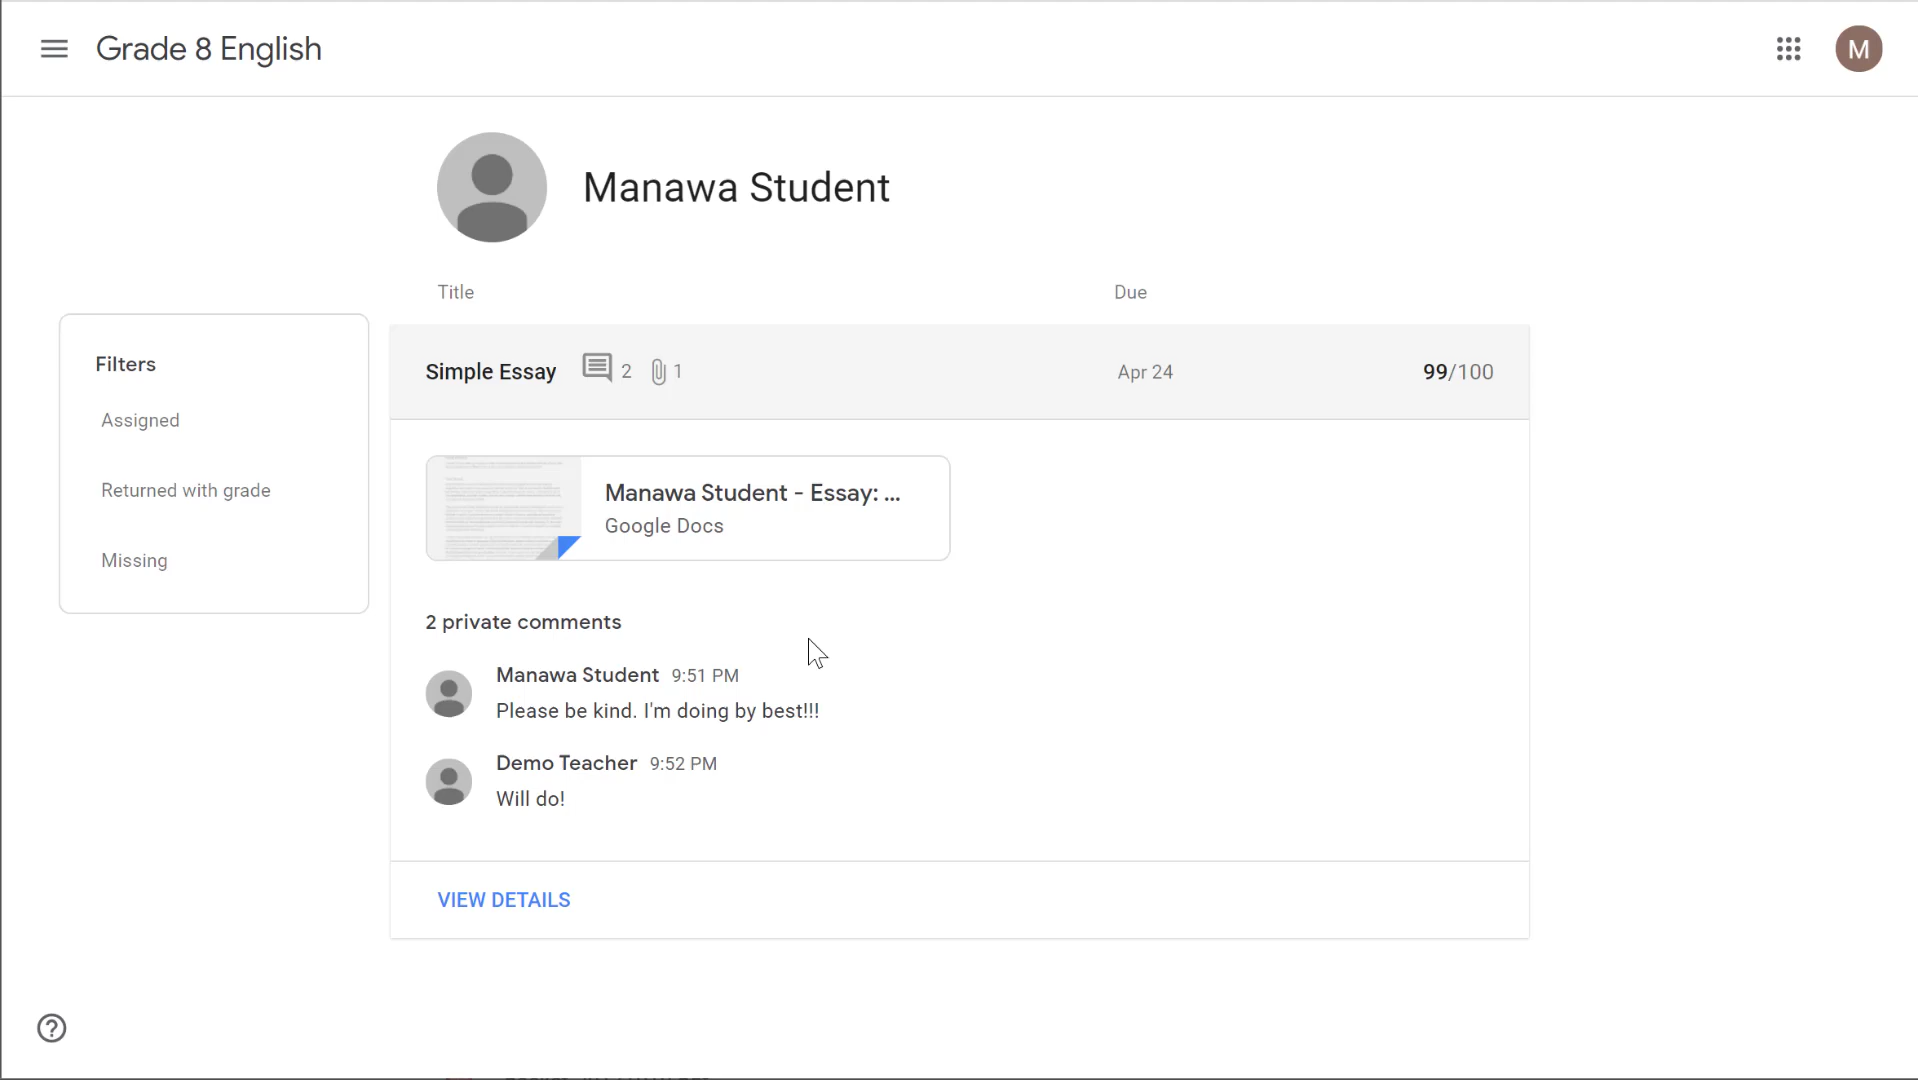 Grade 8 English
M
Manawa Student
Title
Due
Simple Essay 2 1 Apr 24 99/100
Filters
Assigned
Returned with grade
Missing
Manawa Student - Essay: ...
Google Docs
2 private comments
Manawa Student 9:51 PM
Please be kind. I'm doing by best!!!
Demo Teacher 9:52 PM
Will do!
VIEW DETAILS